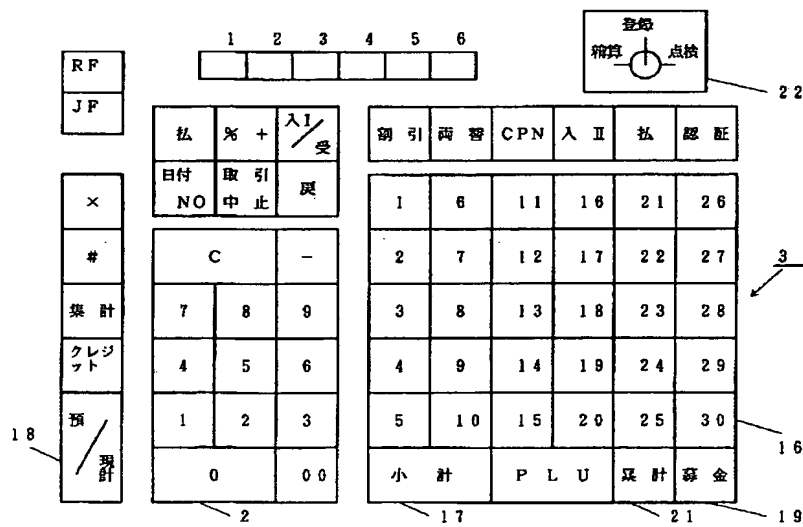 1 2 3 4 5 6
登録
精算 点検
22
RF
JF
払 % + 入I/受
日付NO 取引中止 戻
割引 両替 CPN 入II 払 認証
×
#
集計
クレジット
預/現計
18
C -
7 8 9
4 5 6
1 2 3
0 00
2
1 6 11 16 21 26
2 7 12 17 22 27
3 8 13 18 23 28
4 9 14 19 24 29
5 10 15 20 25 30
小計 PLU 累計 募金
3
16
17
21
19